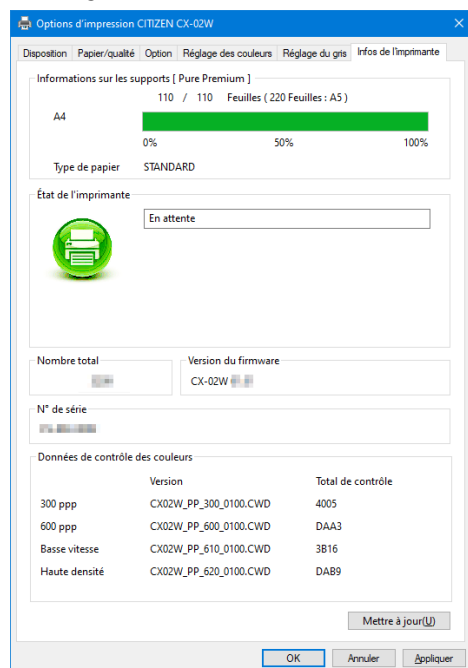 Options d'impression CITIZEN CX-02W
Disposition Papier/qualité Option Réglage des couleurs Réglage du gris Infos de l'imprimante
Informations sur les supports [ Pure Premium ]
110 / 110 Feuilles ( 220 Feuilles : A5 )
A4
0% 50% 100%
Type de papier STANDARD
État de l'imprimante
En attente
Nombre total Version du firmware
CX-02W
N° de série
Données de contrôle des couleurs
Version Total de contrôle
300 ppp CX02W_PP_300_0100.CWD 4005
600 ppp CX02W_PP_600_0100.CWD DAA3
Basse vitesse CX02W_PP_610_0100.CWD 3B16
Haute densité CX02W_PP_620_0100.CWD DAB9
Mettre à jour(U)
OK Annuler Appliquer